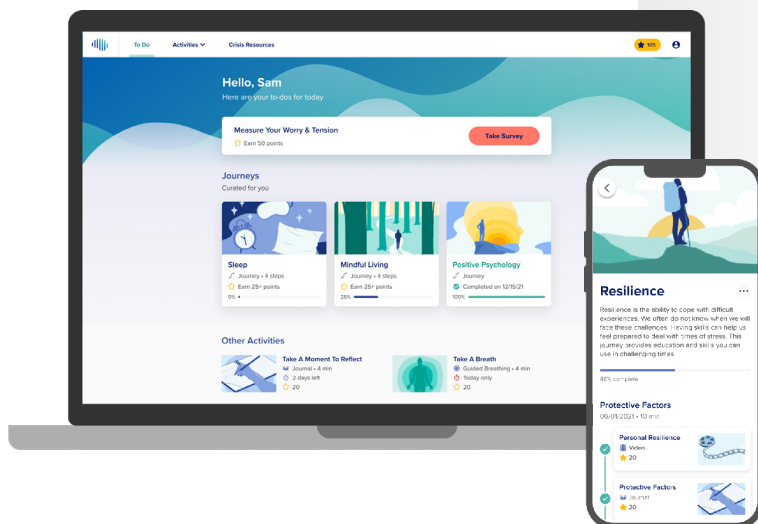 To Do
Activities
Crisis Resources
105
Hello, Sam
Here are your to-dos for today
Measure Your Worry & Tension
Earn 50 points
Take Survey
Journeys
Curated for you
Sleep
Journey • 4 steps
Earn 25+ points
0%
Mindful Living
Journey • 4 steps
Earn 25+ points
25%
Positive Psychology
Journey
Completed on 12/15/21
100%
Other Activities
Take A Moment To Reflect
Journal • 4 min
2 days left
20
Take A Breath
Guided Breathing • 4 min
Today only
20
Resilience
Resilience is the ability to cope with difficult
experiences. We often do not know when we will
face these challenges. Having skills can help us
feel prepared to deal with times of stress. This
journey provides education and skills you can
use in challenging times.
48% complete
Protective Factors
06/01/2021 • 10 min
Personal Resilience
Video
20
Protective Factors
Journal
20